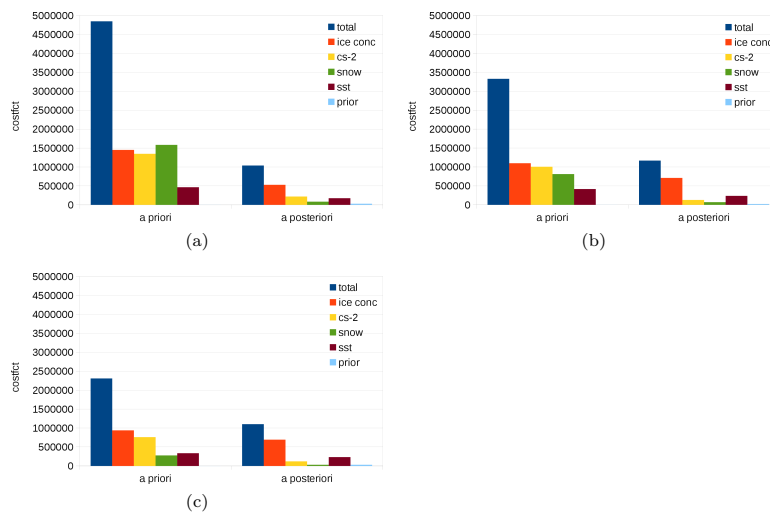 5000000
4500000
4000000
3500000
3000000
2500000
2000000
1500000
1000000
500000
0
costfct
total
ice conc
cs-2
snow
sst
prior
a priori
a posteriori
(a)
5000000
4500000
4000000
3500000
3000000
2500000
2000000
1500000
1000000
500000
0
costfct
total
ice conc
cs-2
snow
sst
prior
a priori
a posteriori
(b)
5000000
4500000
4000000
3500000
3000000
2500000
2000000
1500000
1000000
500000
0
costfct
total
ice conc
cs-2
snow
sst
prior
a priori
a posteriori
(c)